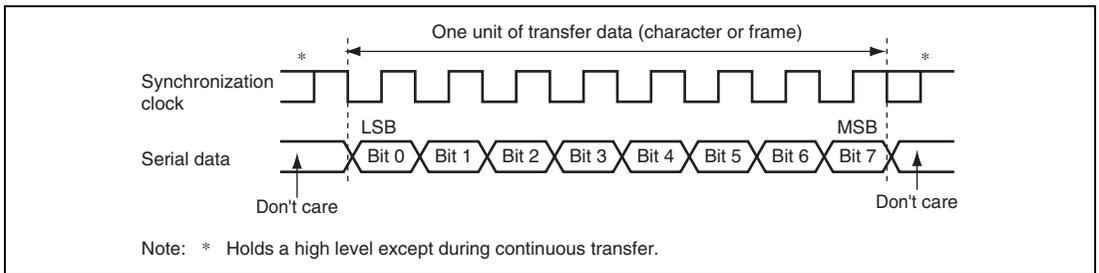 One unit of transfer data (character or frame)
* *
Synchronization
clock
LSB MSB
Serial data Bit 0 Bit 1 Bit 2 Bit 3 Bit 4 Bit 5 Bit 6 Bit 7
Don't care Don't care
Note: * Holds a high level except during continuous transfer.